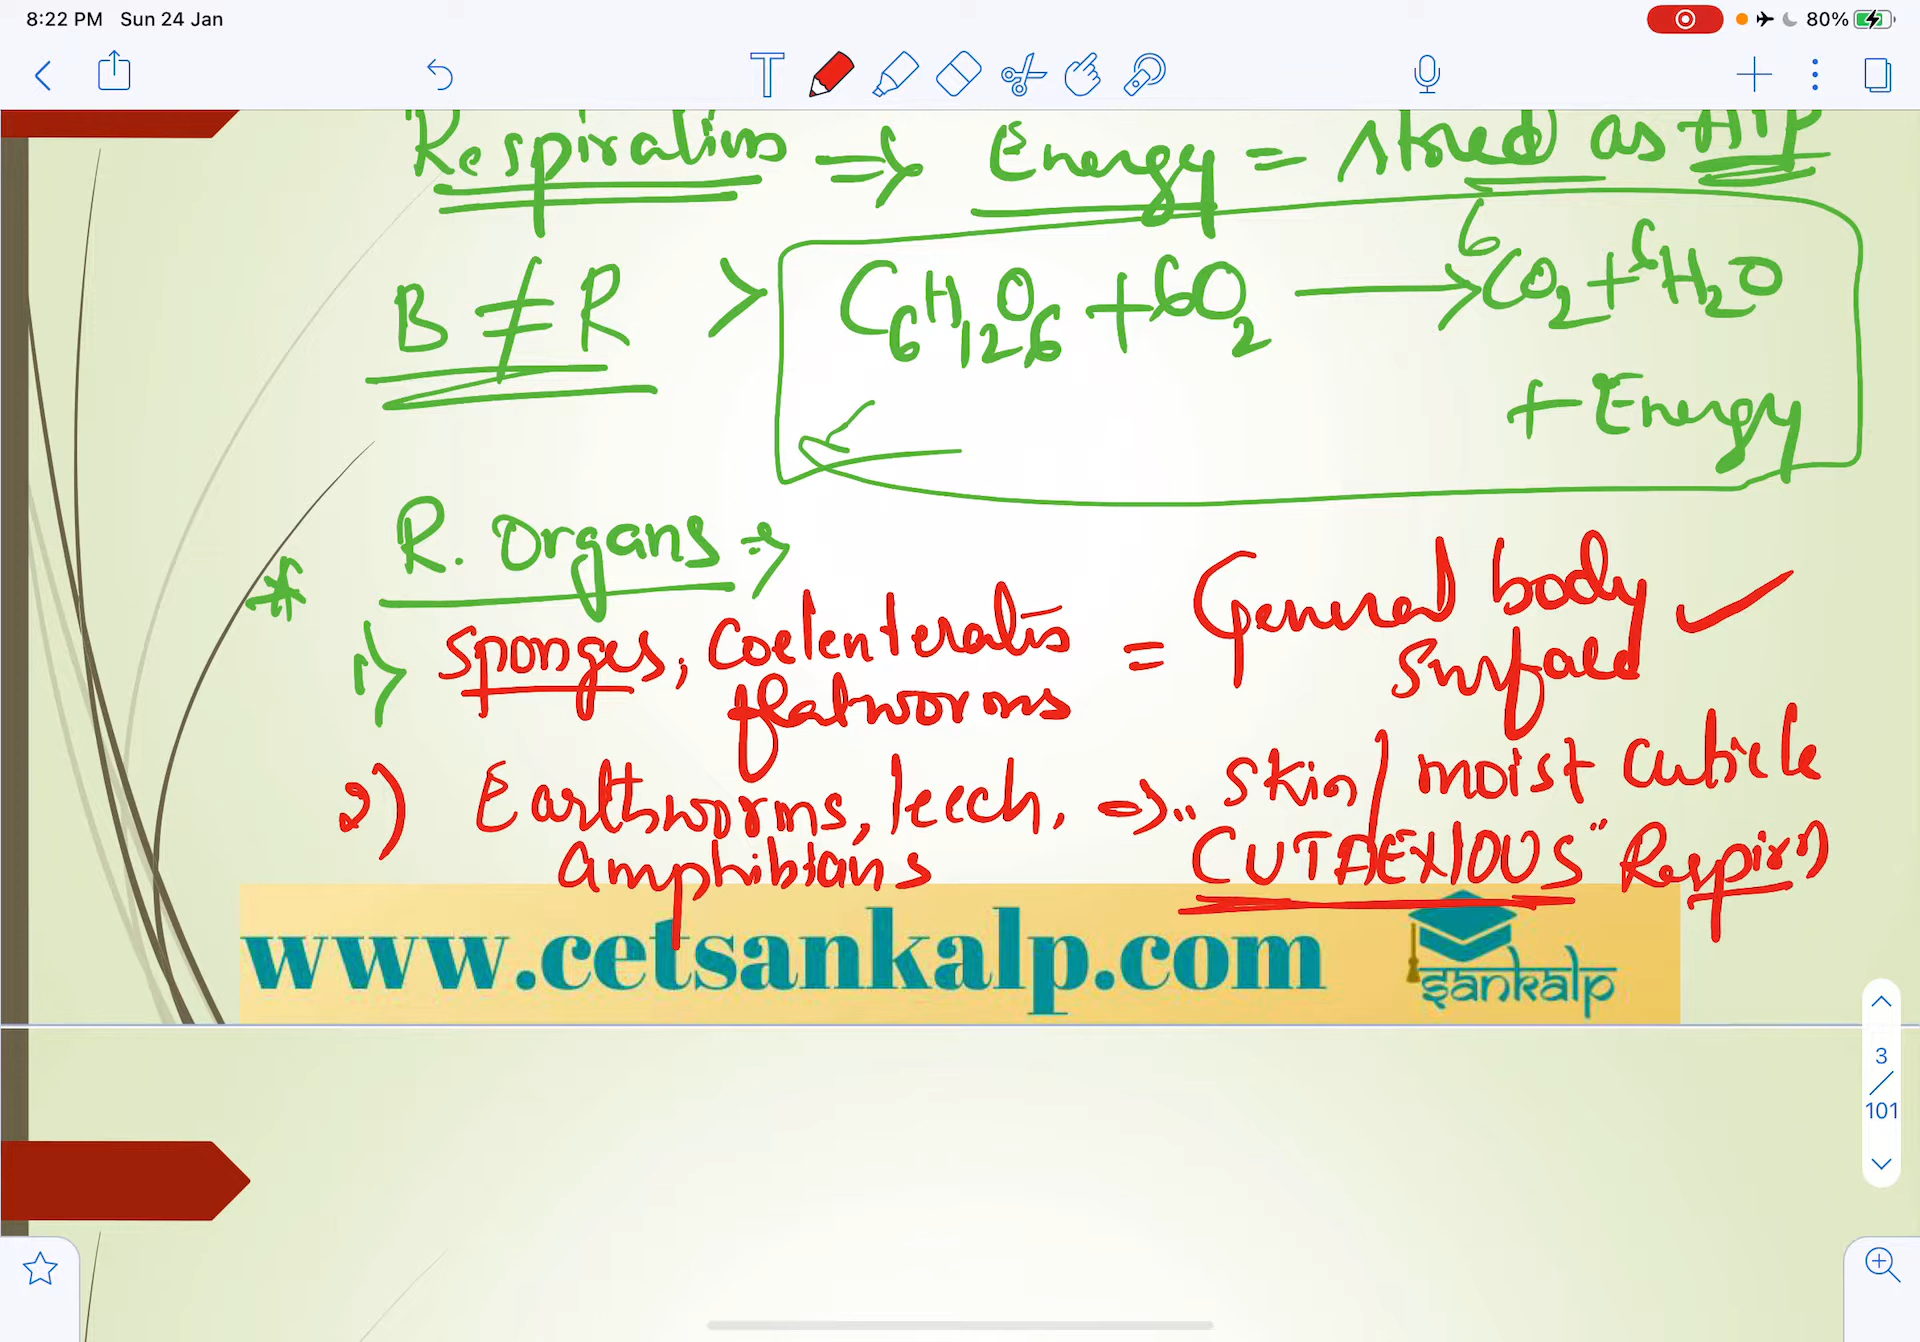 8:22 PM Sun 24 Jan
80%
Respiration ⇒ Energy = stored as ATP
B ≠ R > C6H12O6 + 6O2 → 6CO2 + 6H2O
+ Energy
* R. Organs ⇒
1) Sponges, Coelenterates = General body
flatworms surface ✓
2) Earthworms, leech, ⇒ skin / moist cuticle
amphibians "CUTAEXIOUS" Respirn
www.cetsankalp.com sankalp
3
/
101